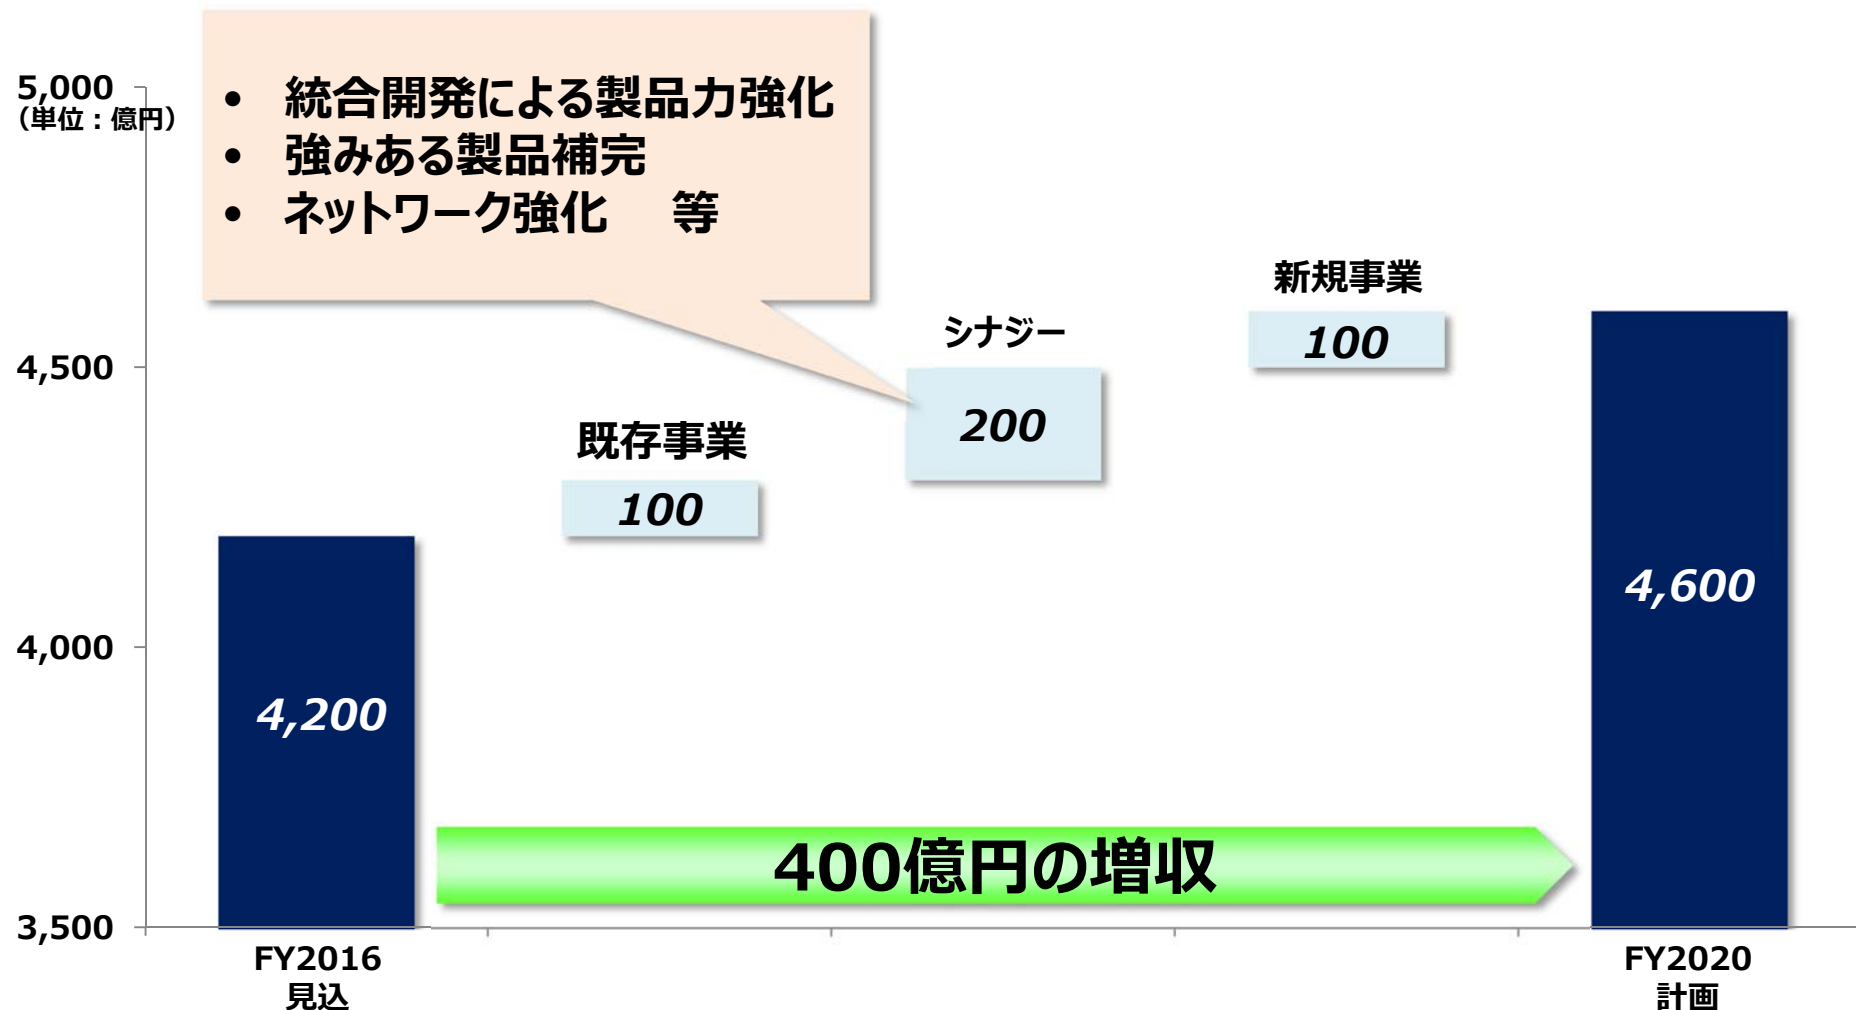 5,000
（単位：億円）
• 統合開発による製品力強化
• 強みある製品補完
• ネットワーク強化　等
新規事業
100
シナジー
200
4,500
既存事業
100
4,600
4,000
4,200
400億円の増収
3,500
FY2016
見込
FY2020
計画